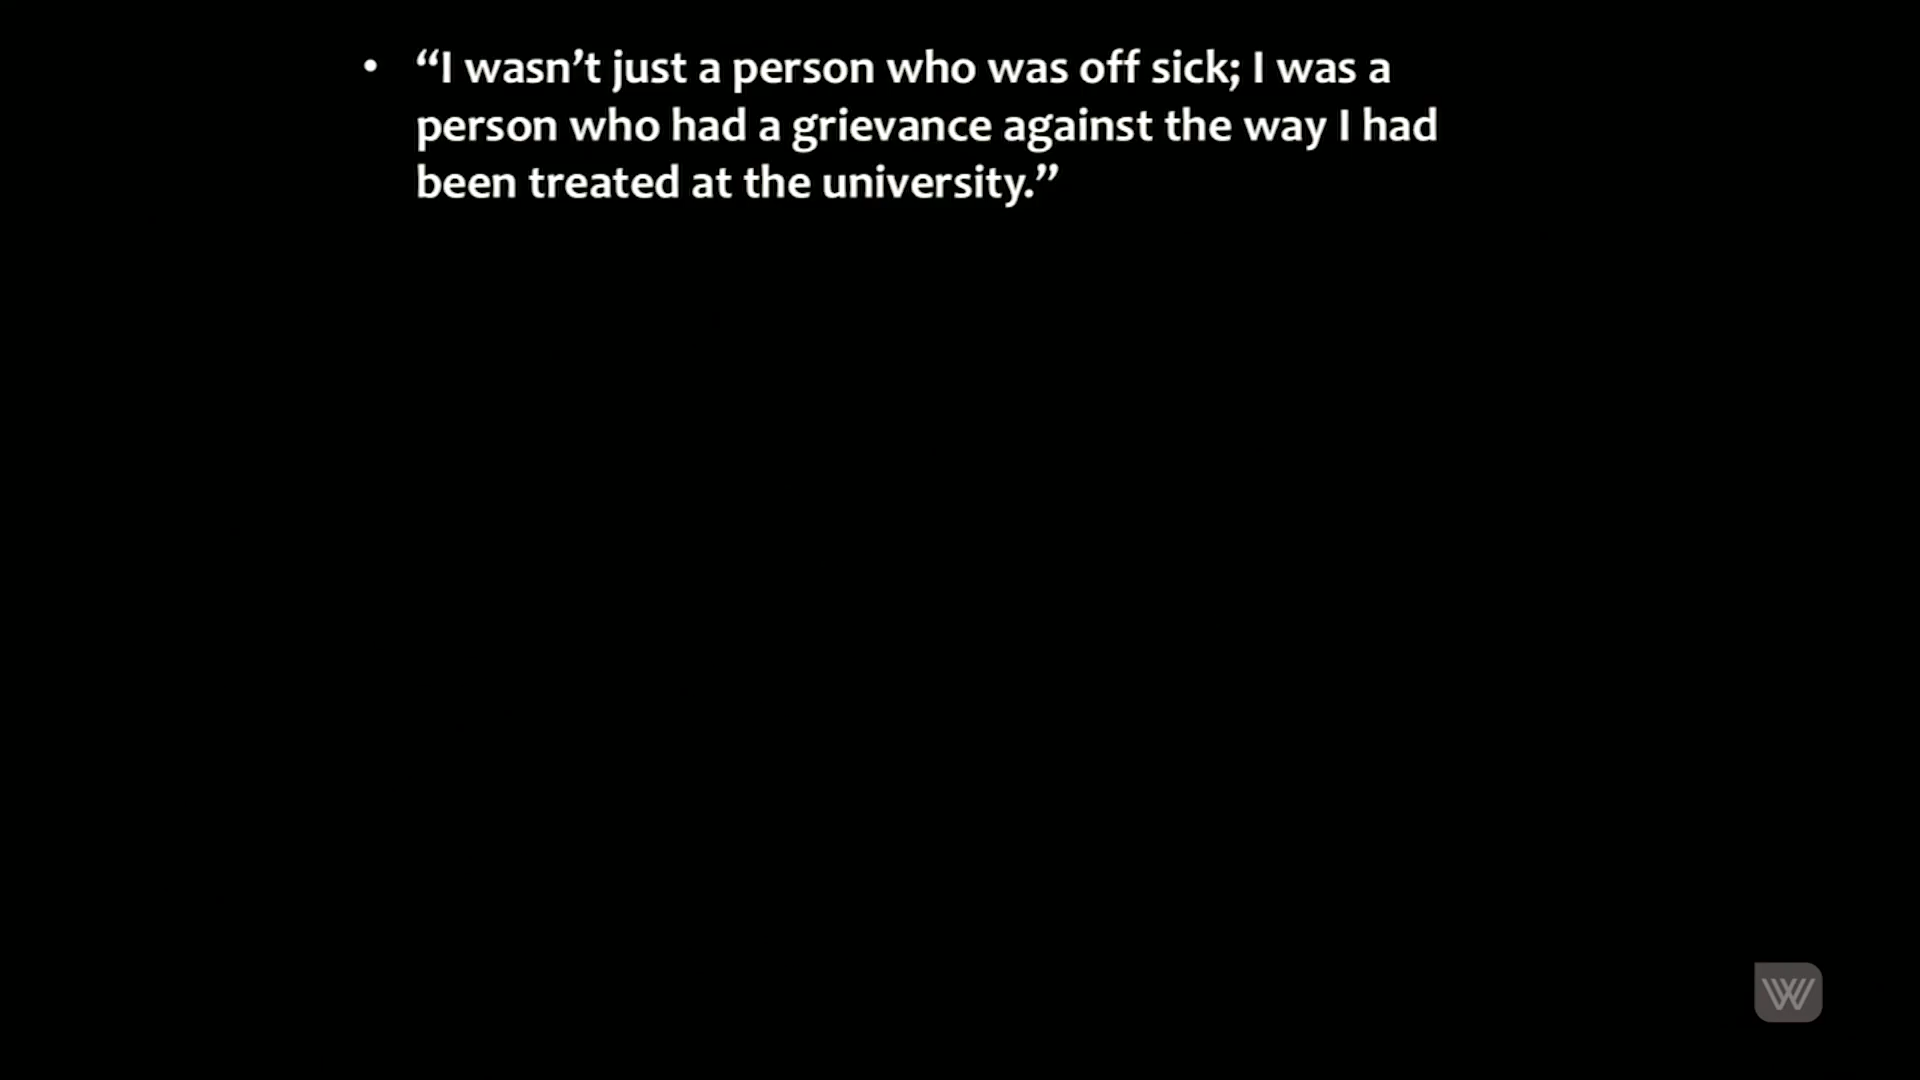 • “I wasn’t just a person who was off sick; I was a
person who had a grievance against the way I had
been treated at the university.”
W